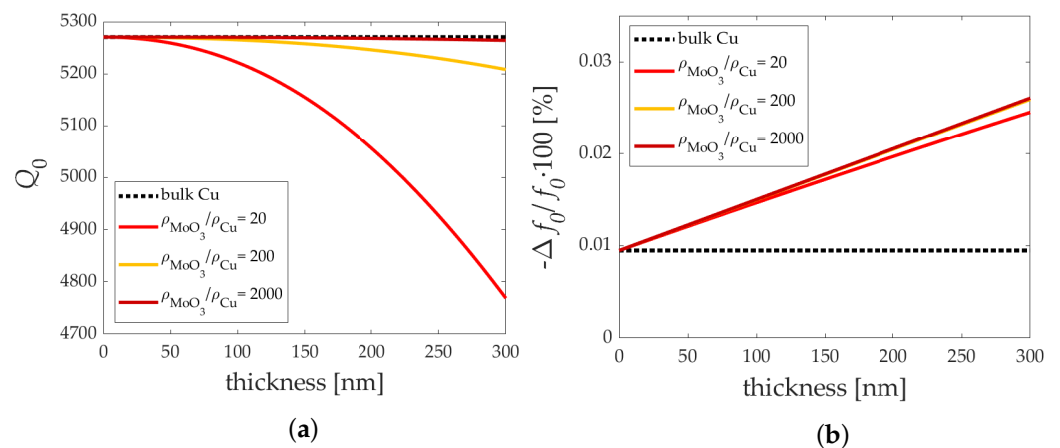 5300
5200
5100
5000
4900
4800
4700
Q0
bulk Cu
ρMoO3/ρCu= 20
ρMoO3/ρCu= 200
ρMoO3/ρCu= 2000
0 50 100 150 200 250 300
thickness [nm]
(a)
0.03
0.02
0.01
0
-Δf0/f0·100 [%]
bulk Cu
ρMoO3/ρCu= 20
ρMoO3/ρCu= 200
ρMoO3/ρCu= 2000
0 50 100 150 200 250 300
thickness [nm]
(b)